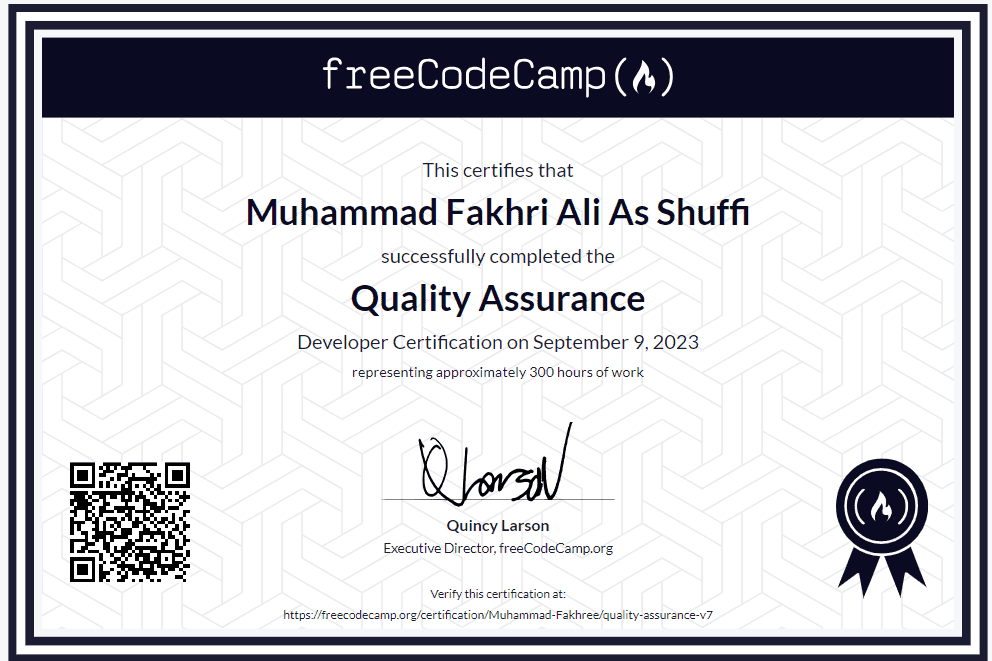 freeCodeCamp
This certifies that
Muhammad Fakhri Ali As Shuffi
successfully completed the
Quality Assurance
Developer Certification on September 9, 2023
representing approximately 300 hours of work
Quincy Larson
Executive Director, freeCodeCamp.org
Verify this certification at:
https://freecodecamp.org/certification/Muhammad-Fakhree/quality-assurance-v7